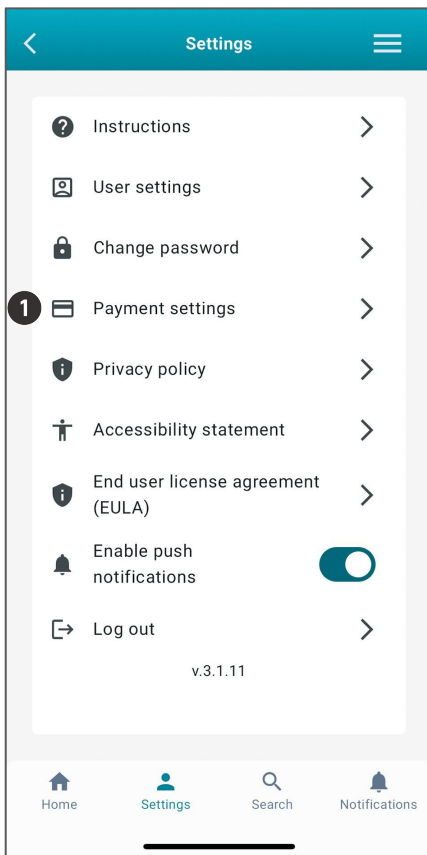 Settings
Instructions
User settings
Change password
1 Payment settings
Privacy policy
Accessibility statement
End user license agreement
(EULA)
Enable push
notifications
Log out
v.3.1.11
Home Settings Search Notifications